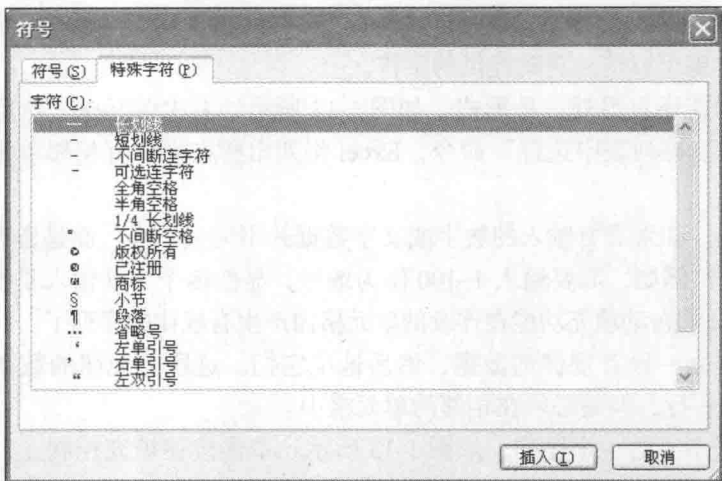 符号
符号(S) 特殊字符(P)
字符(C):
— 长划线
– 短划线
不间断连字符
- 可选连字符
全角空格
半角空格
1/4 长划线
° 不间断空格
© 版权所有
® 已注册
商标
§ 小节
¶ 段落
… 省略号
‘ 左单引号
’ 右单引号
“ 左双引号
插入(I) 取消